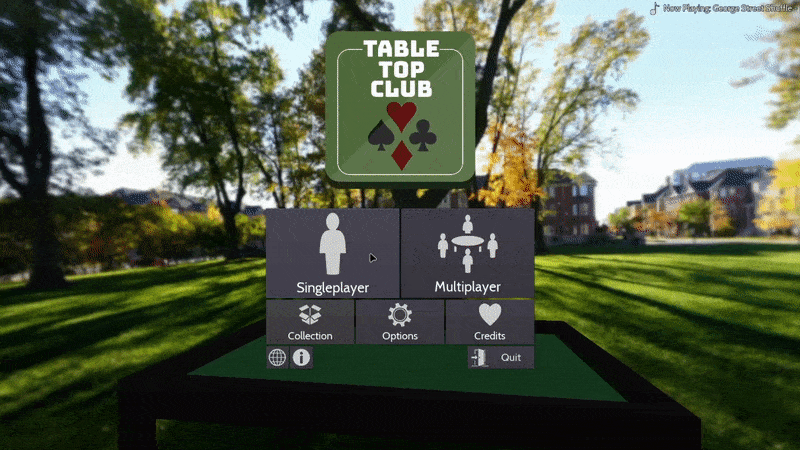 Now Playing: George Street Shuffle
TABLE
TOP
CLUB
Singleplayer
Multiplayer
Collection
Options
Credits
Quit